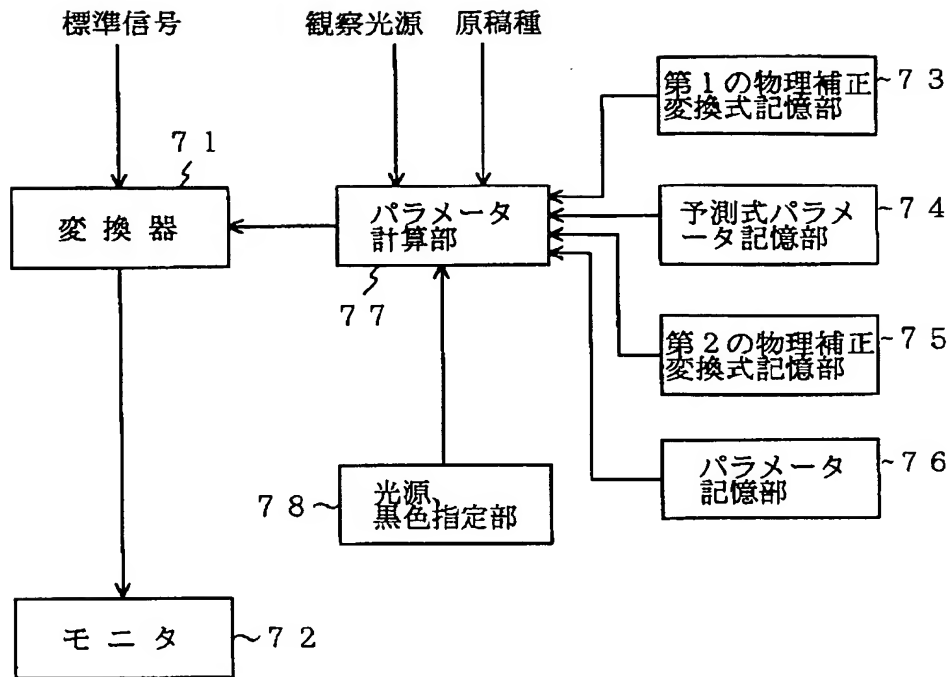 標準信号
観察光源 原稿種
第１の物理補正
変換式記憶部
~７３
７１
変換器
パラメータ
計算部
７７
予測式パラメ
ータ記憶部
~７４
第２の物理補正
変換式記憶部
~７５
パラメータ
記憶部
~７６
７８~
光源、
黒色指定部
モニタ
~７２